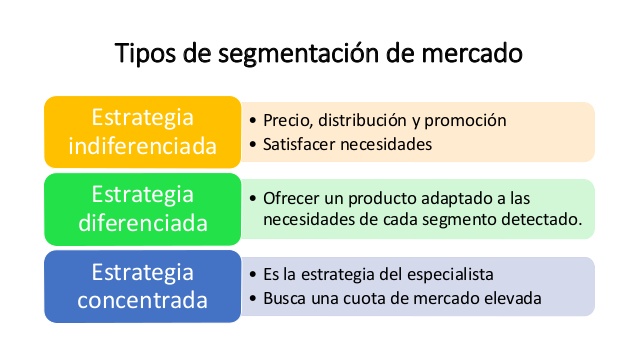 Tipos de segmentación de mercado
Estrategia
indiferenciada
• Precio, distribución y promoción
• Satisfacer necesidades
Estrategia
diferenciada
• Ofrecer un producto adaptado a las
necesidades de cada segmento detectado.
Estrategia
concentrada
• Es la estrategia del especialista
• Busca una cuota de mercado elevada